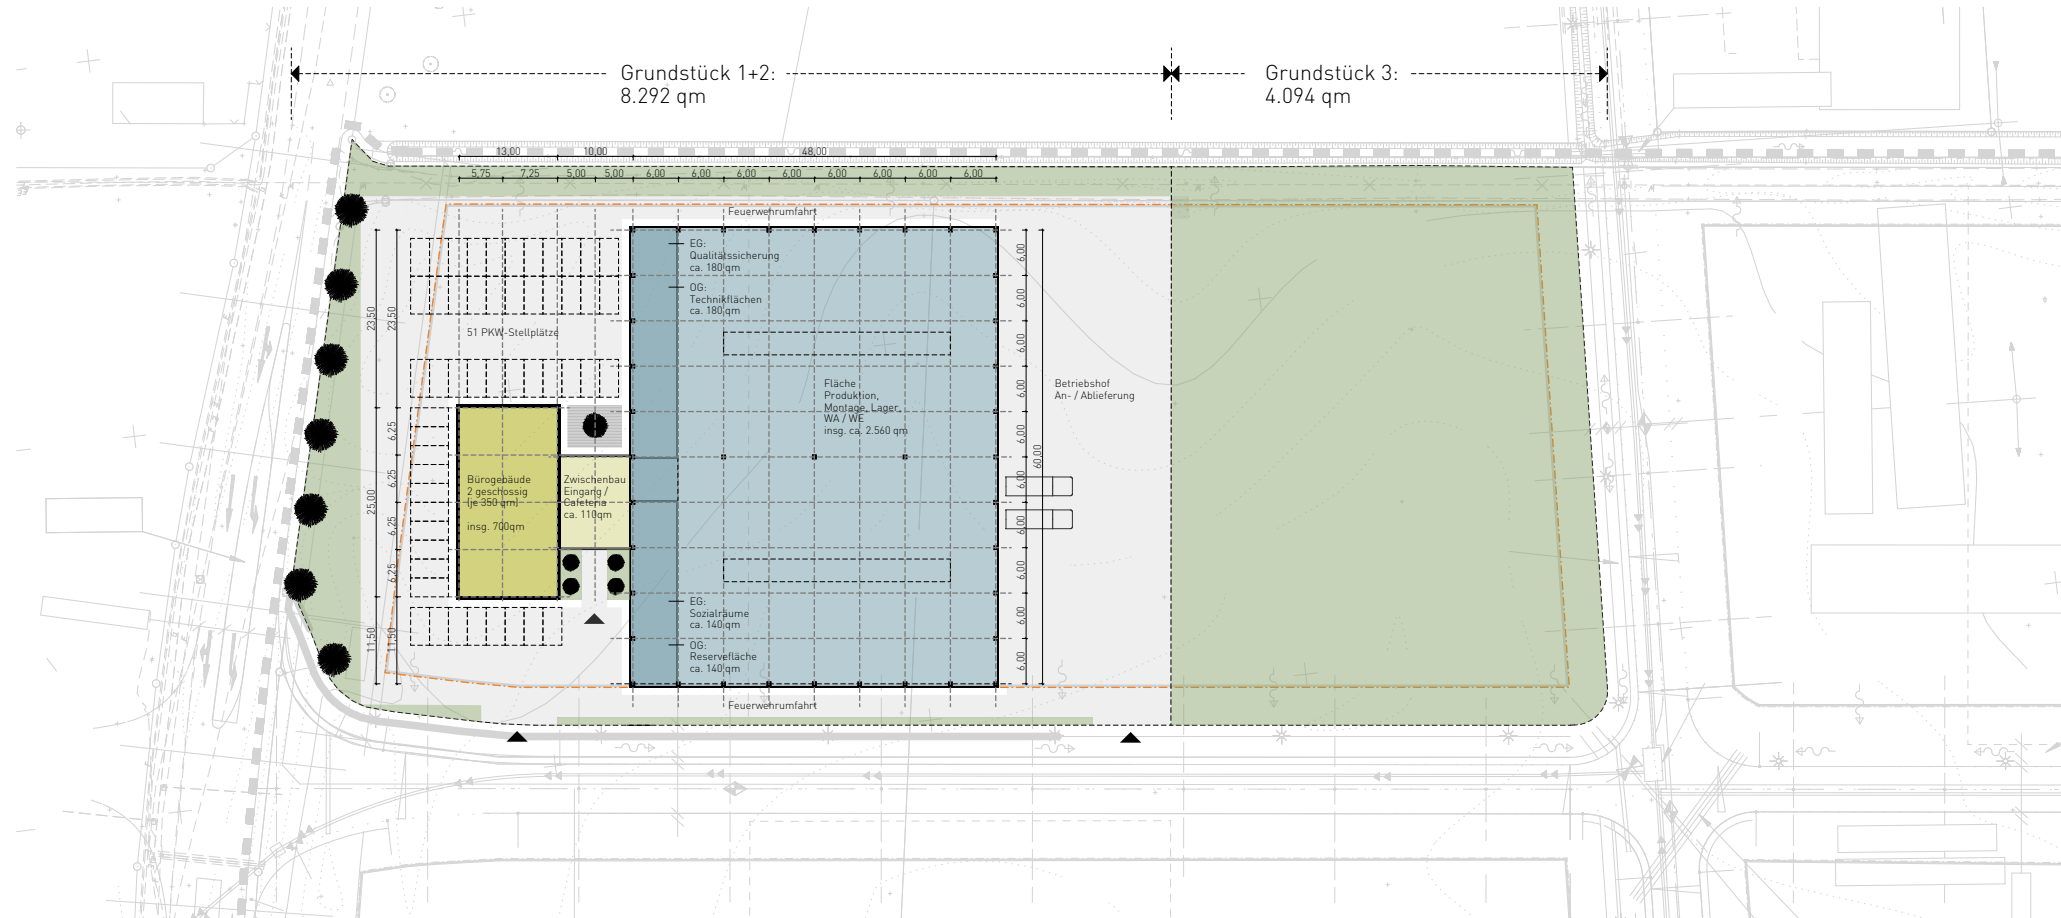 Grundstück 1+2:
8.292 qm
Grundstück 3:
4.094 qm
13,00 10,00 48,00
5,75 7,25 5,00 5,00 6,00 6,00 6,00 6,00 6,00 6,00 6,00 6,00
Feuerwehrumfahrt
EG:
Qualitätssicherung
ca. 180 qm
OG:
Technikflächen
ca. 180 qm
51 PKW-Stellplätze
23,50
23,50
6,25
6,25
25,00
6,25
6,25
11,50
11,50
Fläche
Produktion,
Montage, Lager
WA / WE
insg. ca. 2.560 qm
Betriebshof
An- / Ablieferung
6,00
6,00
6,00
6,00
6,00
60,00
6,00
6,00
6,00
6,00
6,00
Bürogebäude
2 geschossig
(je 350 qm)
insg. 700qm
Zwischenbau
Eingang /
Cafeteria
ca. 110qm
EG:
Sozialräume
ca. 140 qm
OG:
Reservefläche
ca. 140 qm
Feuerwehrumfahrt